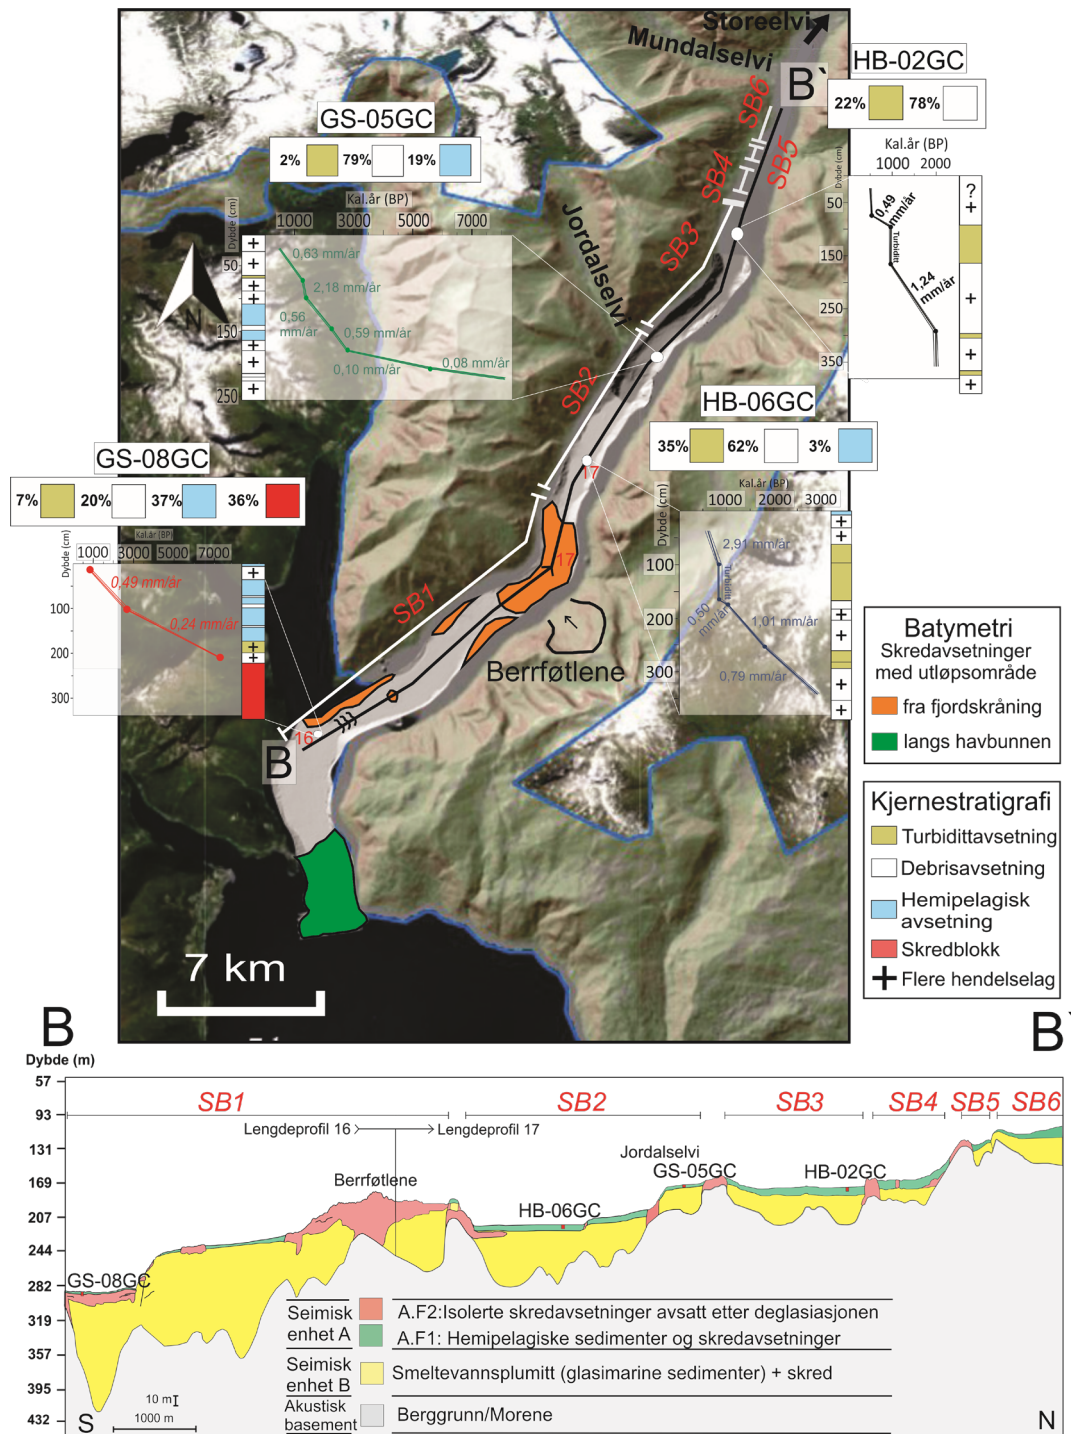 Storeelvi
Mundalselvi
B`
HB-02GC
22%
78%
Kal.år (BP)
1000 2000
Dybde (cm)
50
150
250
350
0,49
mm/år
Turbiditt
1,24
mm/år
?
GS-05GC
2%
79%
19%
Kal.år (BP)
1000 3000 5000 7000
Dybde (cm)
50
150
250
0,63 mm/år
2,18 mm/år
0,56
mm/år
0,59 mm/år
0,10 mm/år
0,08 mm/år
N
SB6
SB5
SB4
SB3
Jordalselvi
SB2
SB1
HB-06GC
35%
62%
3%
Kal.år (BP)
1000 2000 3000
Dybde (cm)
100
200
300
2,91 mm/år
Turbiditt
0,50
mm/år
1,01 mm/år
0,79 mm/år
GS-08GC
7%
20%
37%
36%
Kal.år (BP)
1000 3000 5000 7000
Dybde (cm)
100
200
300
0,49 mm/år
0,24 mm/år
17
17
16
B
Berrføtlene
7 km
Batymetri
Skredavsetninger
med utløpsområde
fra fjordskråning
langs havbunnen
Kjernestratigrafi
Turbidittavsetning
Debrisavsetning
Hemipelagisk
avsetning
Skredblokk
Flere hendelselag
B
B`
Dybde (m)
57
93
131
169
207
244
282
319
357
395
432
SB1
SB2
SB3
SB4
SB5
SB6
Lengdeprofil 16
Lengdeprofil 17
Berrføtlene
Jordalselvi
GS-05GC
HB-02GC
HB-06GC
GS-08GC
Seimisk
enhet A
A.F2:Isolerte skredavsetninger avsatt etter deglasiasjonen
A.F1: Hemipelagiske sedimenter og skredavsetninger
Seimisk
enhet B
Smeltevannsplumitt (glasimarine sedimenter) + skred
Akustisk
basement
Berggrunn/Morene
10 m
1000 m
S
N